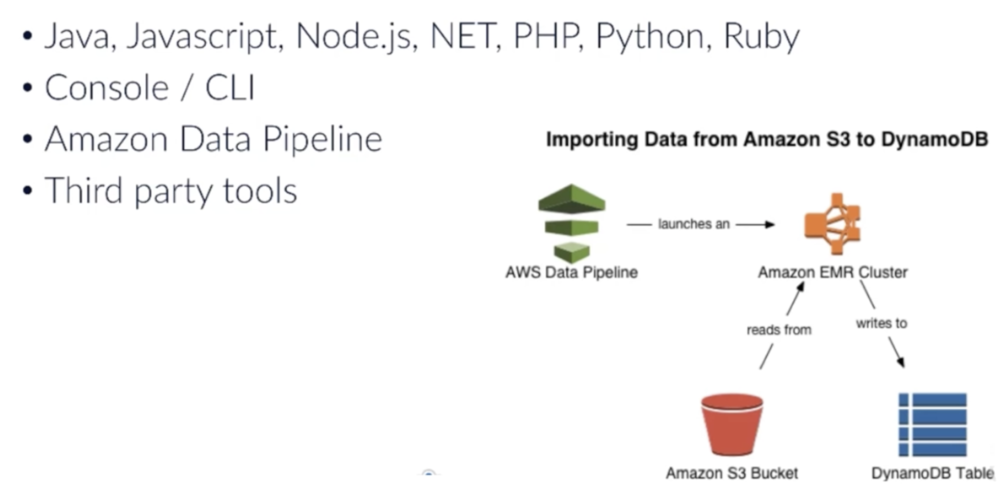 • Java, Javascript, Node.js, NET, PHP, Python, Ruby
• Console / CLI
• Amazon Data Pipeline
• Third party tools
Importing Data from Amazon S3 to DynamoDB
launches an
AWS Data Pipeline
Amazon EMR Cluster
reads from
writes to
Amazon S3 Bucket
DynamoDB Table